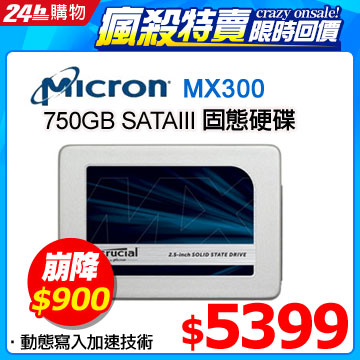 24h購物
瘋殺特賣
crazy onsale!
限時回價
Micron MX300
750GB SATAIII 固態硬碟
MX
crucial
2.5-inch SOLID STATE DRIVE
崩降
$900
．動態寫入加速技術
$5399